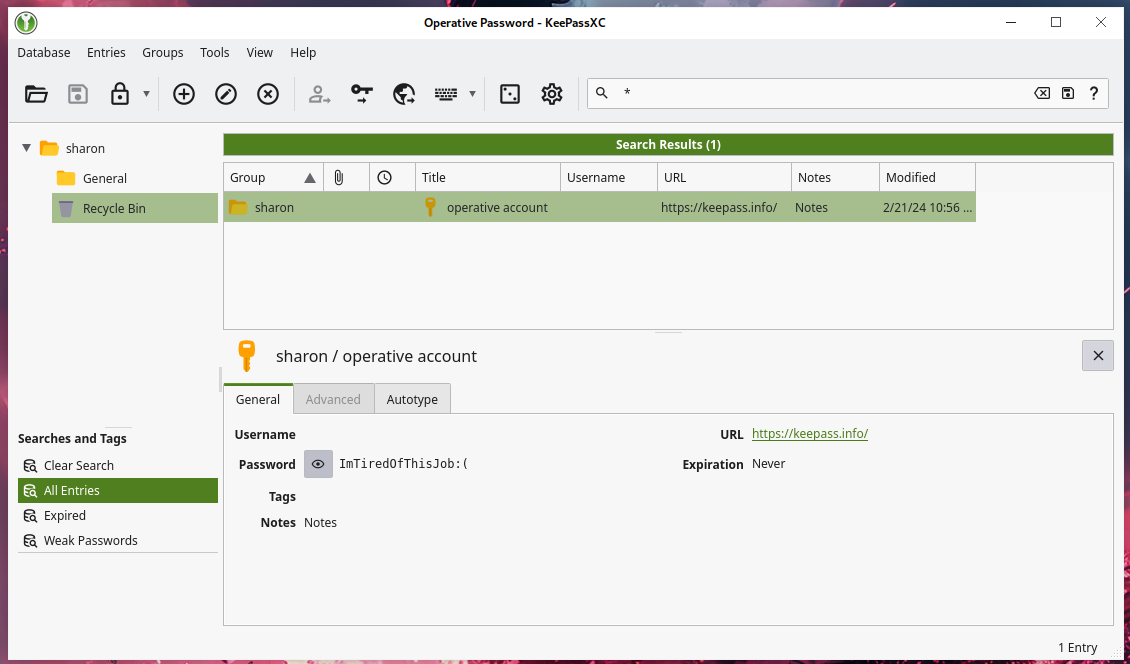 Operative Password - KeePassXC
Database Entries Groups Tools View Help
* ?
sharon
General
Recycle Bin
Search Results (1)
Group Title Username URL Notes Modified
sharon operative account https://keepass.info/ Notes 2/21/24 10:56 ...
sharon / operative account
General Advanced Autotype
Username URL https://keepass.info/
Password ImTiredOfThisJob:( Expiration Never
Tags
Notes Notes
Searches and Tags
Clear Search
All Entries
Expired
Weak Passwords
1 Entry